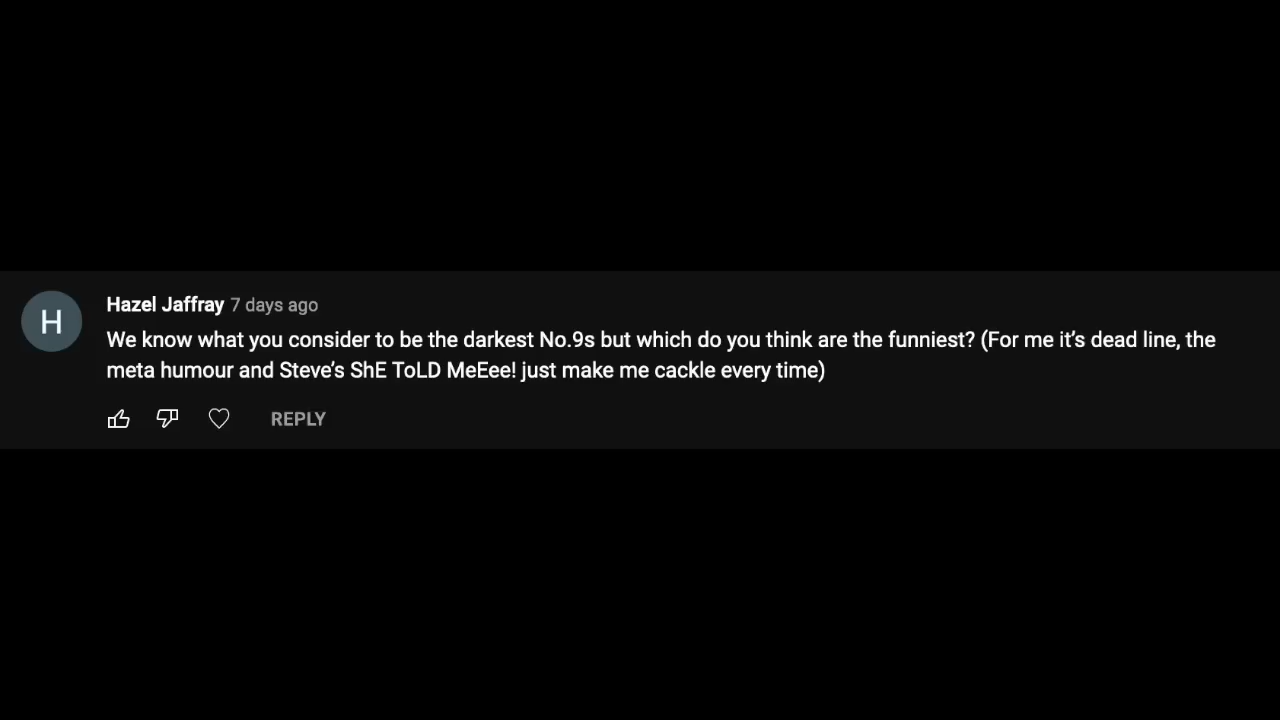 H
Hazel Jaffray 7 days ago
We know what you consider to be the darkest No.9s but which do you think are the funniest? (For me it’s dead line, the
meta humour and Steve’s ShE ToLD MeEee! just make me cackle every time)
REPLY